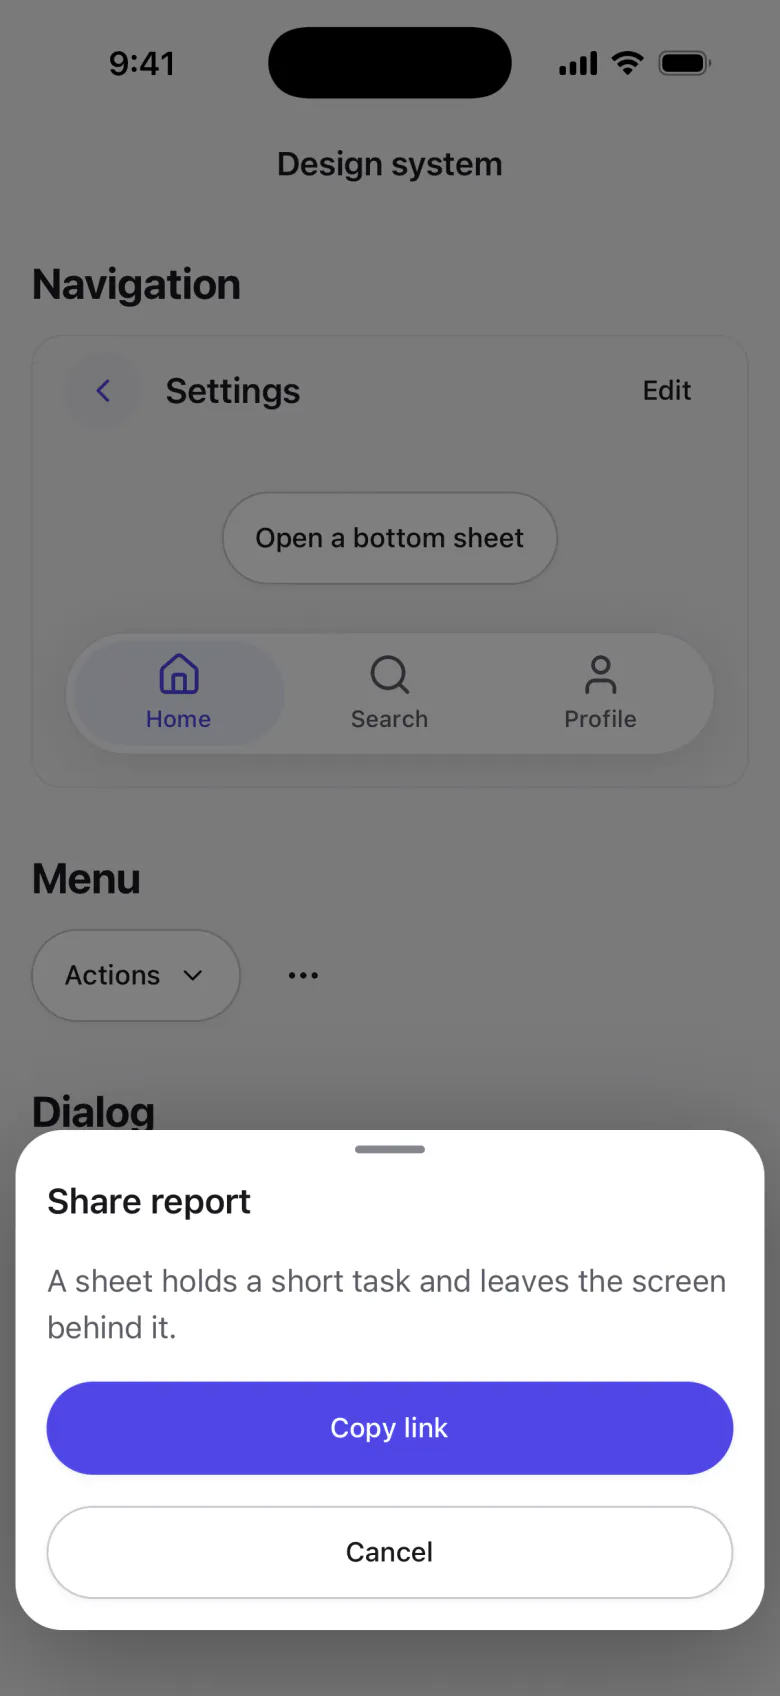 9:41
Design system
Navigation
Settings
Edit
Open a bottom sheet
Home
Search
Profile
Menu
Actions
Dialog
Share report
A sheet holds a short task and leaves the screen
behind it.
Copy link
Cancel